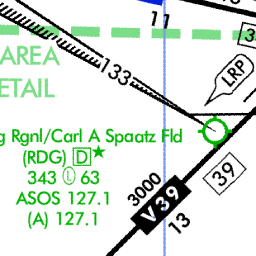 11
AREA
ETAIL
133
LRP
g Rgnl/Carl A Spaatz Fld
(RDG) D★
343 Ⓛ 63
ASOS 127.1
(A) 127.1
3000
V39
13
39